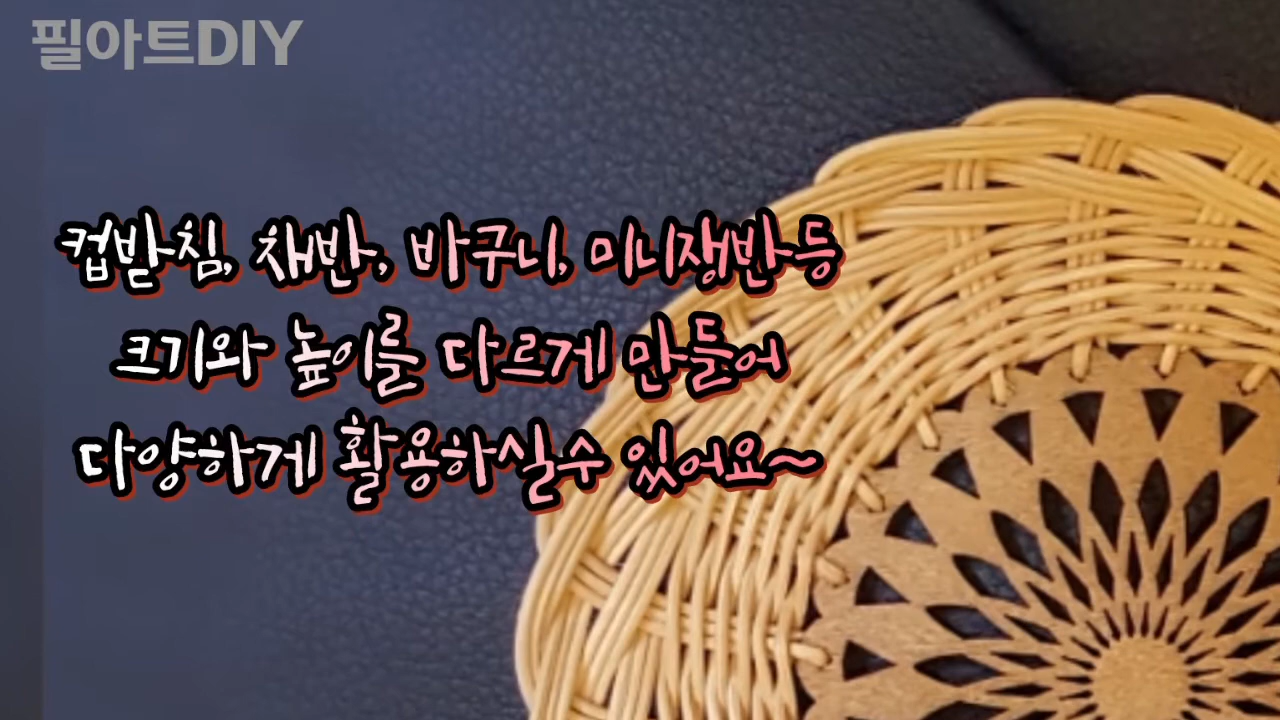 필아트DIY
컵받침, 채반, 바구니, 미니쟁반등
크기와 높이를 다르게 만들어
다양하게 활용하실수 있어요~